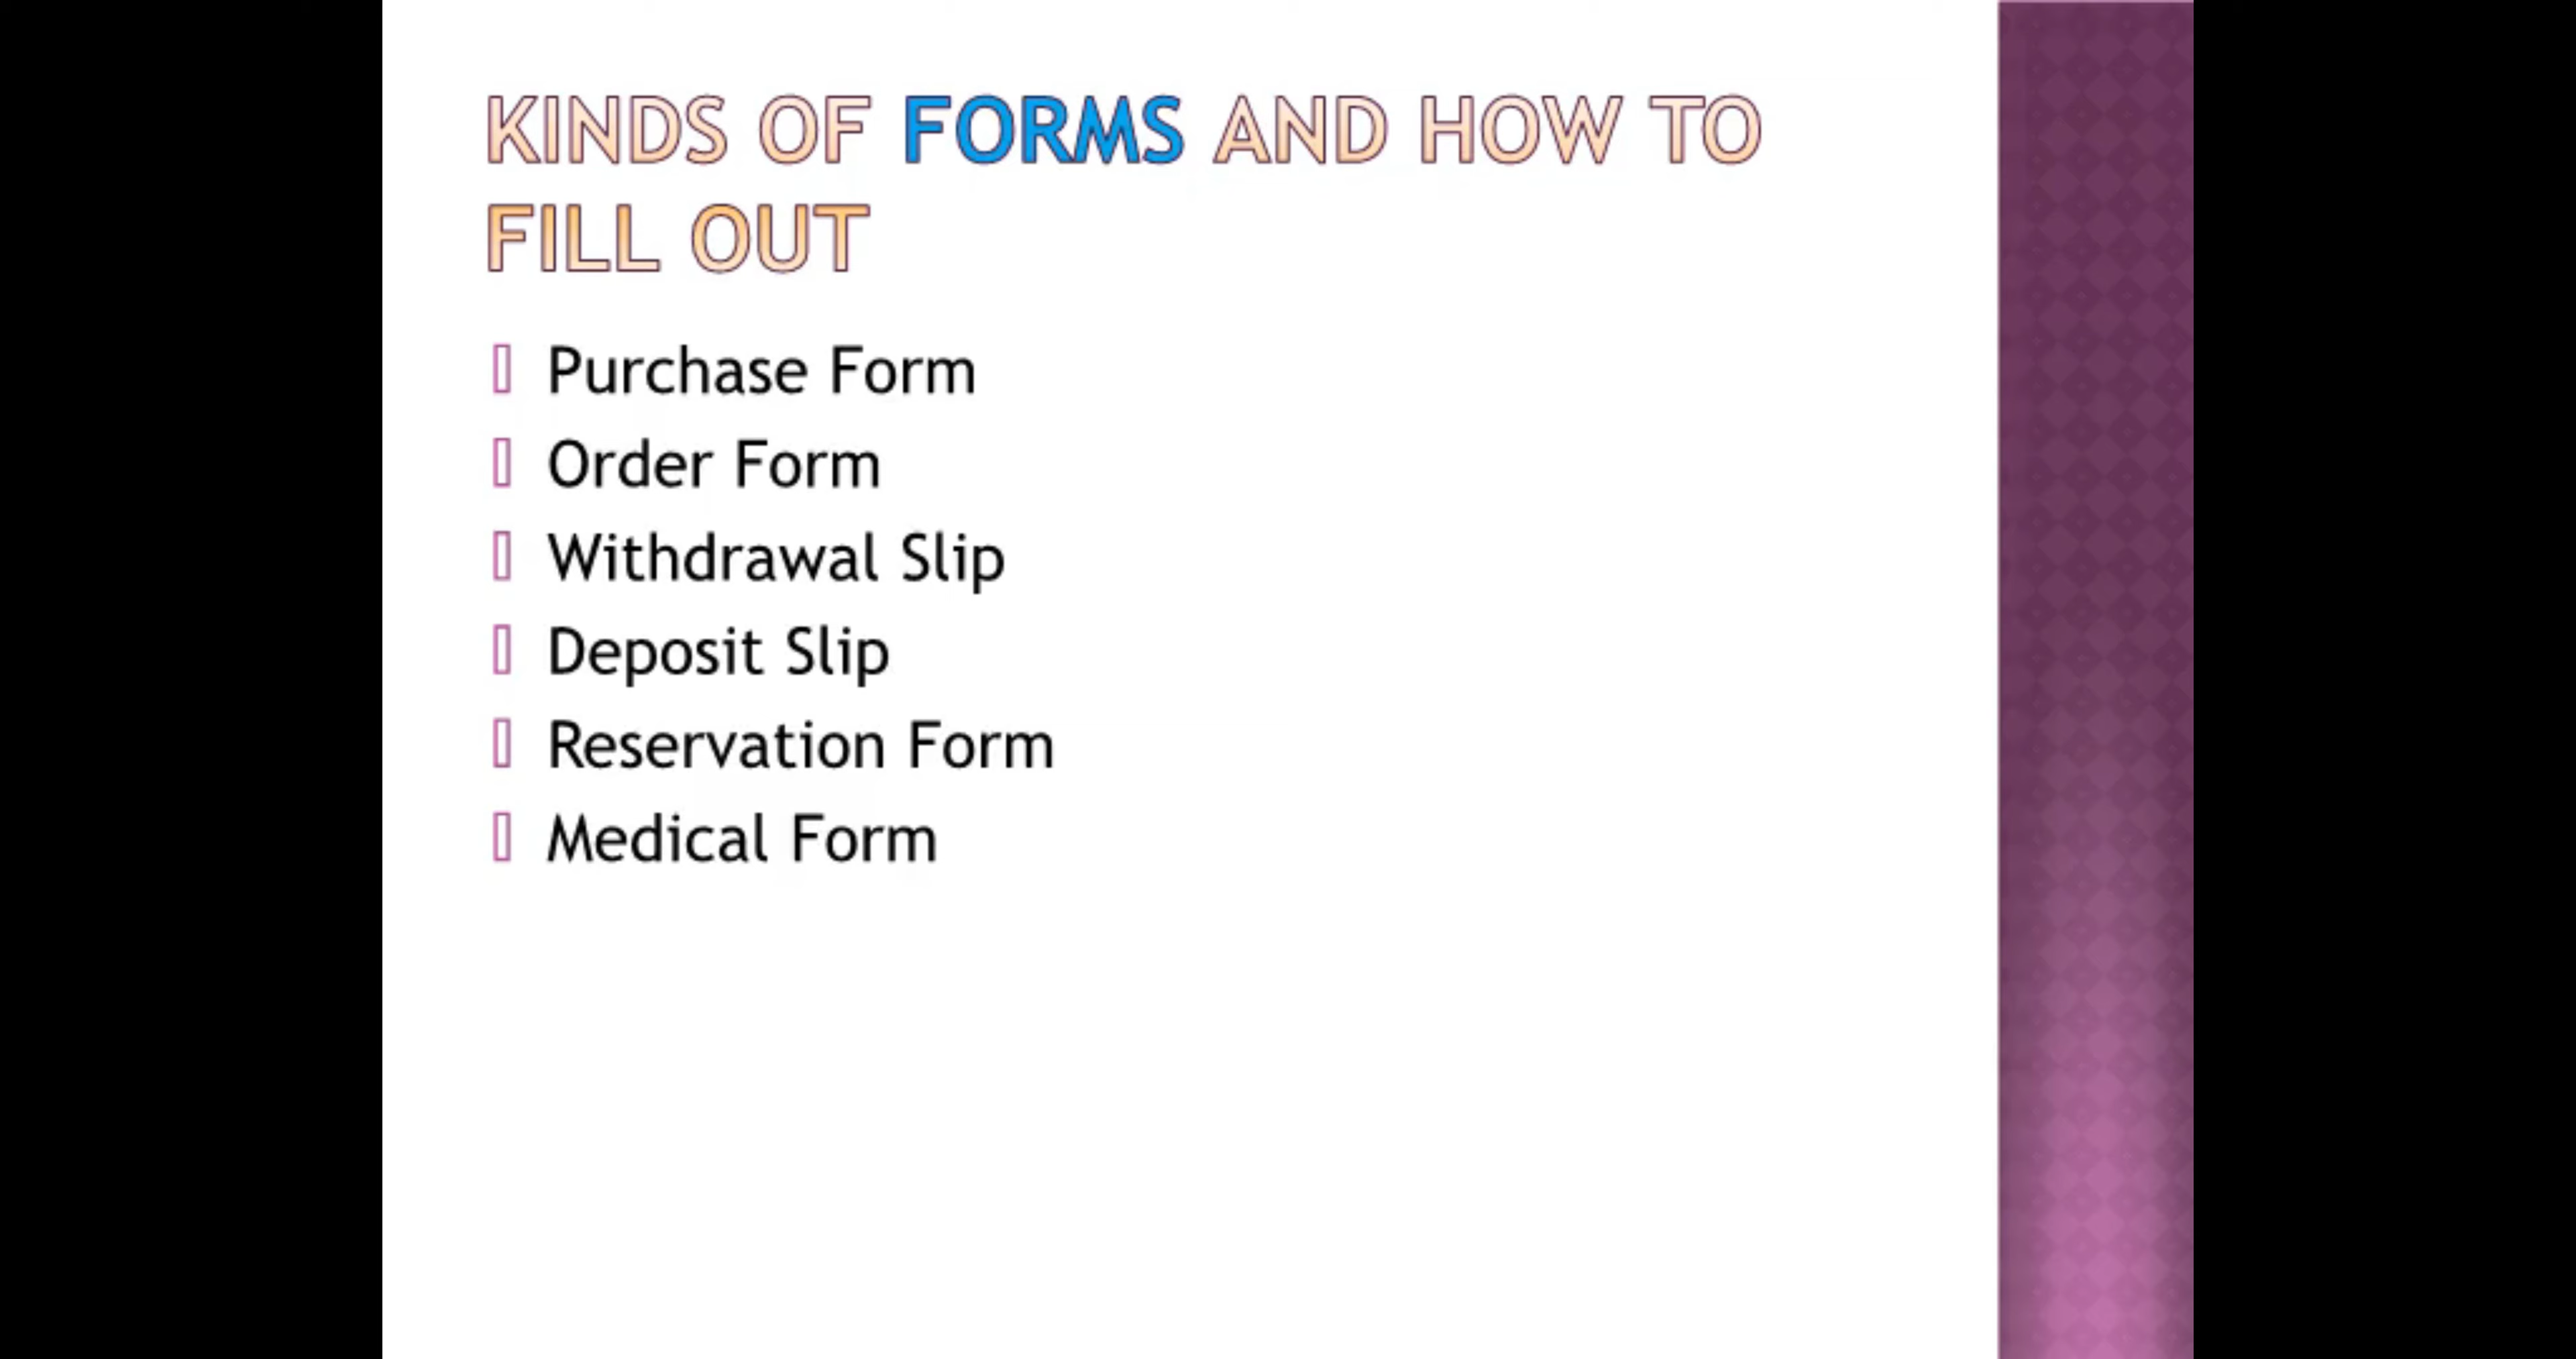 KINDS OF FORMS AND HOW TO
FILL OUT
Purchase Form
Order Form
Withdrawal Slip
Deposit Slip
Reservation Form
Medical Form